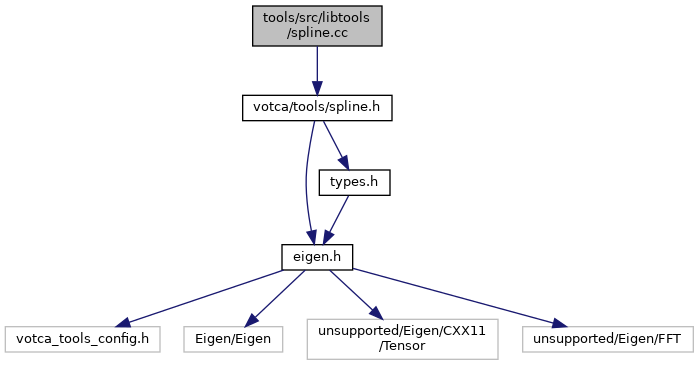 tools/src/libtools
/spline.cc
votca/tools/spline.h
types.h
eigen.h
votca_tools_config.h
Eigen/Eigen
unsupported/Eigen/CXX11
/Tensor
unsupported/Eigen/FFT